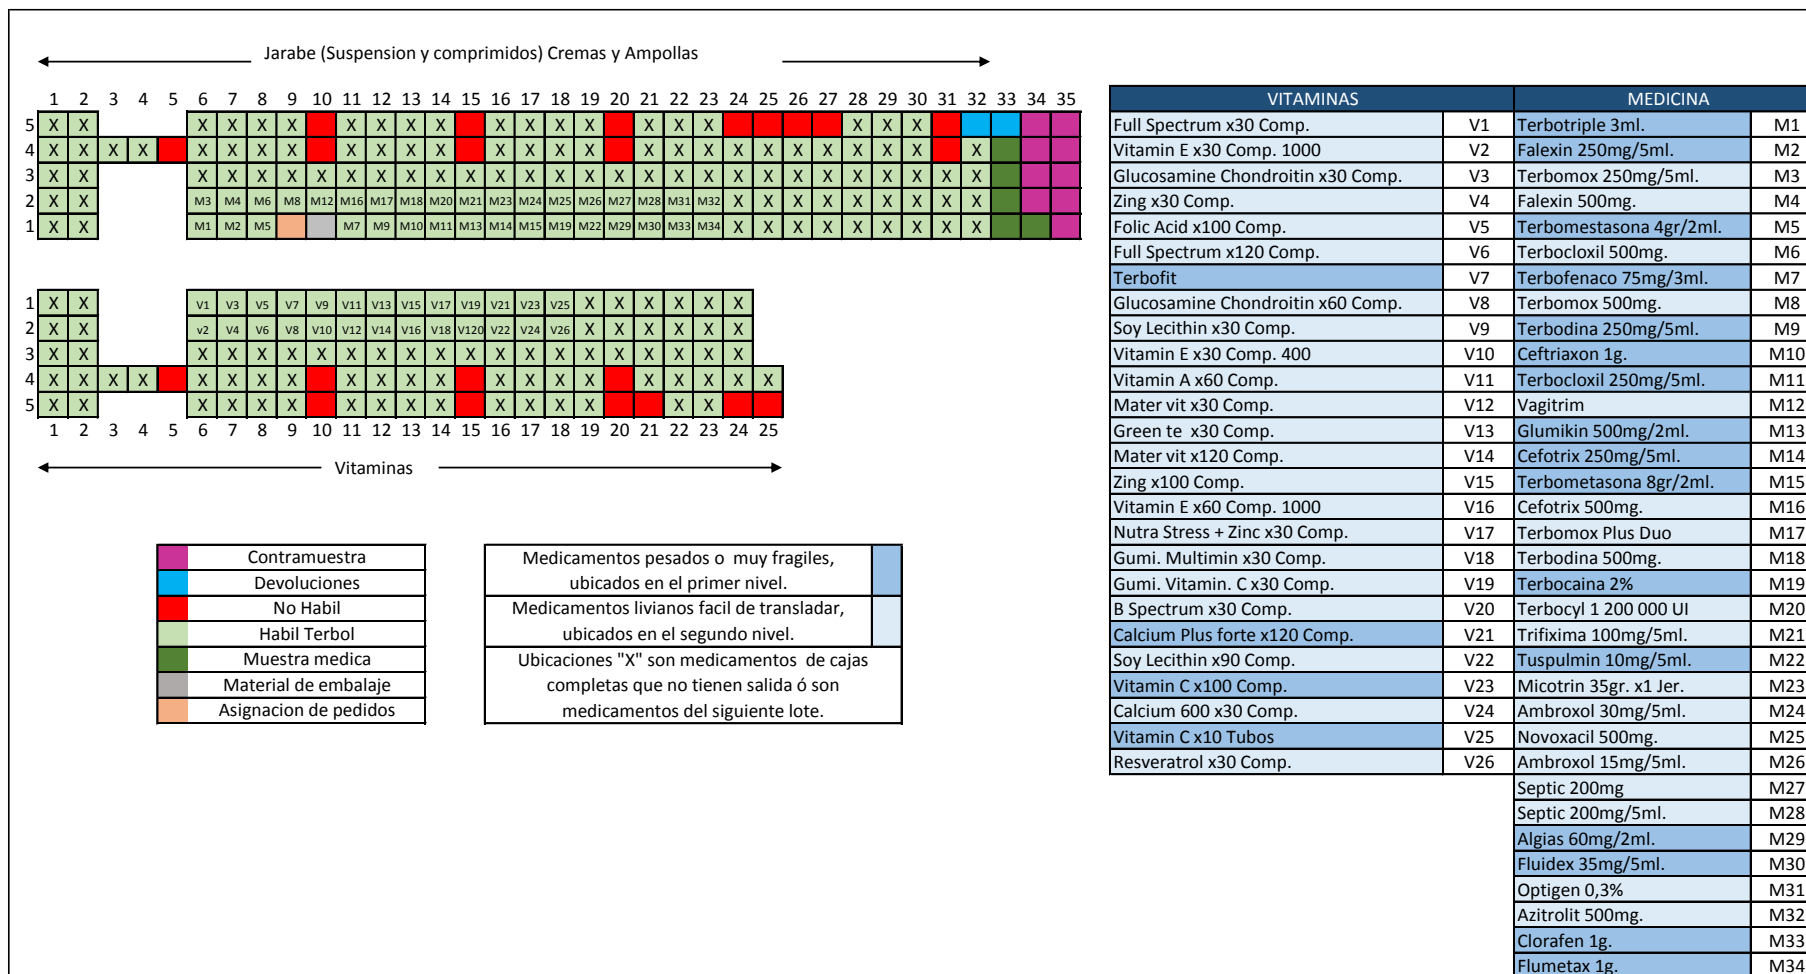 Jarabe (Suspension y comprimidos) Cremas y Ampollas
1 2 3 4 5 6 7 8 9 10 11 12 13 14 15 16 17 18 19 20 21 22 23 24 25 26 27 28 29 30 31 32 33 34 35
5 X X X X X X X X X X X X X X X X X X X X X
4 X X X X X X X X X X X X X X X X X X X X X X X X X X X
3 X X X X X X X X X X X X X X X X X X X X X X X X X X X X X
2 X X M3 M4 M6 M8 M12 M16 M17 M18 M20 M21 M23 M24 M25 M26 M27 M28 M31 M32 X X X X X X X X X
1 X X M1 M2 M5 M7 M9 M10 M11 M13 M14 M15 M19 M22 M29 M30 M33 M34 X X X X X X X X X
1 X X V1 V3 V5 V7 V9 V11 V13 V15 V17 V19 V21 V23 V25 X X X X X X
2 X X v2 V4 V6 V8 V10 V12 V14 V16 V18 V120 V22 V24 V26 X X X X X X
3 X X X X X X X X X X X X X X X X X X X X X
4 X X X X X X X X X X X X X X X X X X X X X
5 X X X X X X X X X X X X X X X X X
1 2 3 4 5 6 7 8 9 10 11 12 13 14 15 16 17 18 19 20 21 22 23 24 25
Vitaminas
Contramuestra
Devoluciones
No Habil
Habil Terbol
Muestra medica
Material de embalaje
Asignacion de pedidos
Medicamentos pesados o muy fragiles,
ubicados en el primer nivel.
Medicamentos livianos facil de transladar,
ubicados en el segundo nivel.
Ubicaciones "X" son medicamentos de cajas
completas que no tienen salida ó son
medicamentos del siguiente lote.
VITAMINAS MEDICINA
Full Spectrum x30 Comp. V1 Terbotriple 3ml. M1
Vitamin E x30 Comp. 1000 V2 Falexin 250mg/5ml. M2
Glucosamine Chondroitin x30 Comp. V3 Terbomox 250mg/5ml. M3
Zing x30 Comp. V4 Falexin 500mg. M4
Folic Acid x100 Comp. V5 Terbomestasona 4gr/2ml. M5
Full Spectrum x120 Comp. V6 Terbocloxil 500mg. M6
Terbofit V7 Terbofenaco 75mg/3ml. M7
Glucosamine Chondroitin x60 Comp. V8 Terbomox 500mg. M8
Soy Lecithin x30 Comp. V9 Terbodina 250mg/5ml. M9
Vitamin E x30 Comp. 400 V10 Ceftriaxon 1g. M10
Vitamin A x60 Comp. V11 Terbocloxil 250mg/5ml. M11
Mater vit x30 Comp. V12 Vagitrim M12
Green te x30 Comp. V13 Glumikin 500mg/2ml. M13
Mater vit x120 Comp. V14 Cefotrix 250mg/5ml. M14
Zing x100 Comp. V15 Terbometasona 8gr/2ml. M15
Vitamin E x60 Comp. 1000 V16 Cefotrix 500mg. M16
Nutra Stress + Zinc x30 Comp. V17 Terbomox Plus Duo M17
Gumi. Multimin x30 Comp. V18 Terbodina 500mg. M18
Gumi. Vitamin. C x30 Comp. V19 Terbocaina 2% M19
B Spectrum x30 Comp. V20 Terbocyl 1 200 000 UI M20
Calcium Plus forte x120 Comp. V21 Trifixima 100mg/5ml. M21
Soy Lecithin x90 Comp. V22 Tuspulmin 10mg/5ml. M22
Vitamin C x100 Comp. V23 Micotrin 35gr. x1 Jer. M23
Calcium 600 x30 Comp. V24 Ambroxol 30mg/5ml. M24
Vitamin C x10 Tubos V25 Novoxacil 500mg. M25
Resveratrol x30 Comp. V26 Ambroxol 15mg/5ml. M26
Septic 200mg M27
Septic 200mg/5ml. M28
Algias 60mg/2ml. M29
Fluidex 35mg/5ml. M30
Optigen 0,3% M31
Azitrolit 500mg. M32
Clorafen 1g. M33
Flumetax 1g. M34